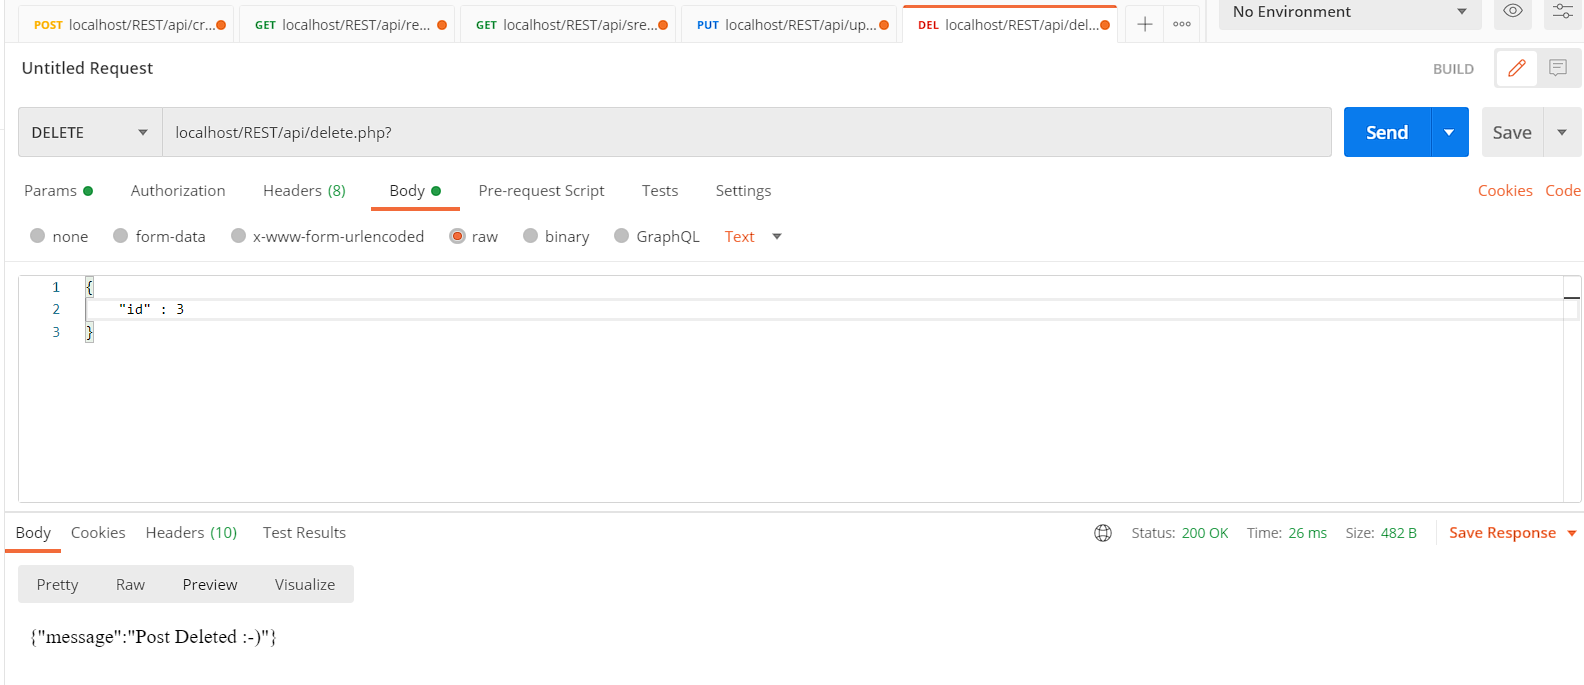 POST localhost/REST/api/cr... GET localhost/REST/api/re... GET localhost/REST/api/sre... PUT localhost/REST/api/up... DEL localhost/REST/api/del... No Environment
Untitled Request BUILD
DELETE localhost/REST/api/delete.php? Send Save
Params Authorization Headers (8) Body Pre-request Script Tests Settings Cookies Code
none form-data x-www-form-urlencoded raw binary GraphQL Text
1 {
2 "id" : 3
3 }
Body Cookies Headers (10) Test Results Status: 200 OK Time: 26 ms Size: 482 B Save Response
Pretty Raw Preview Visualize
{"message":"Post Deleted :-)"}